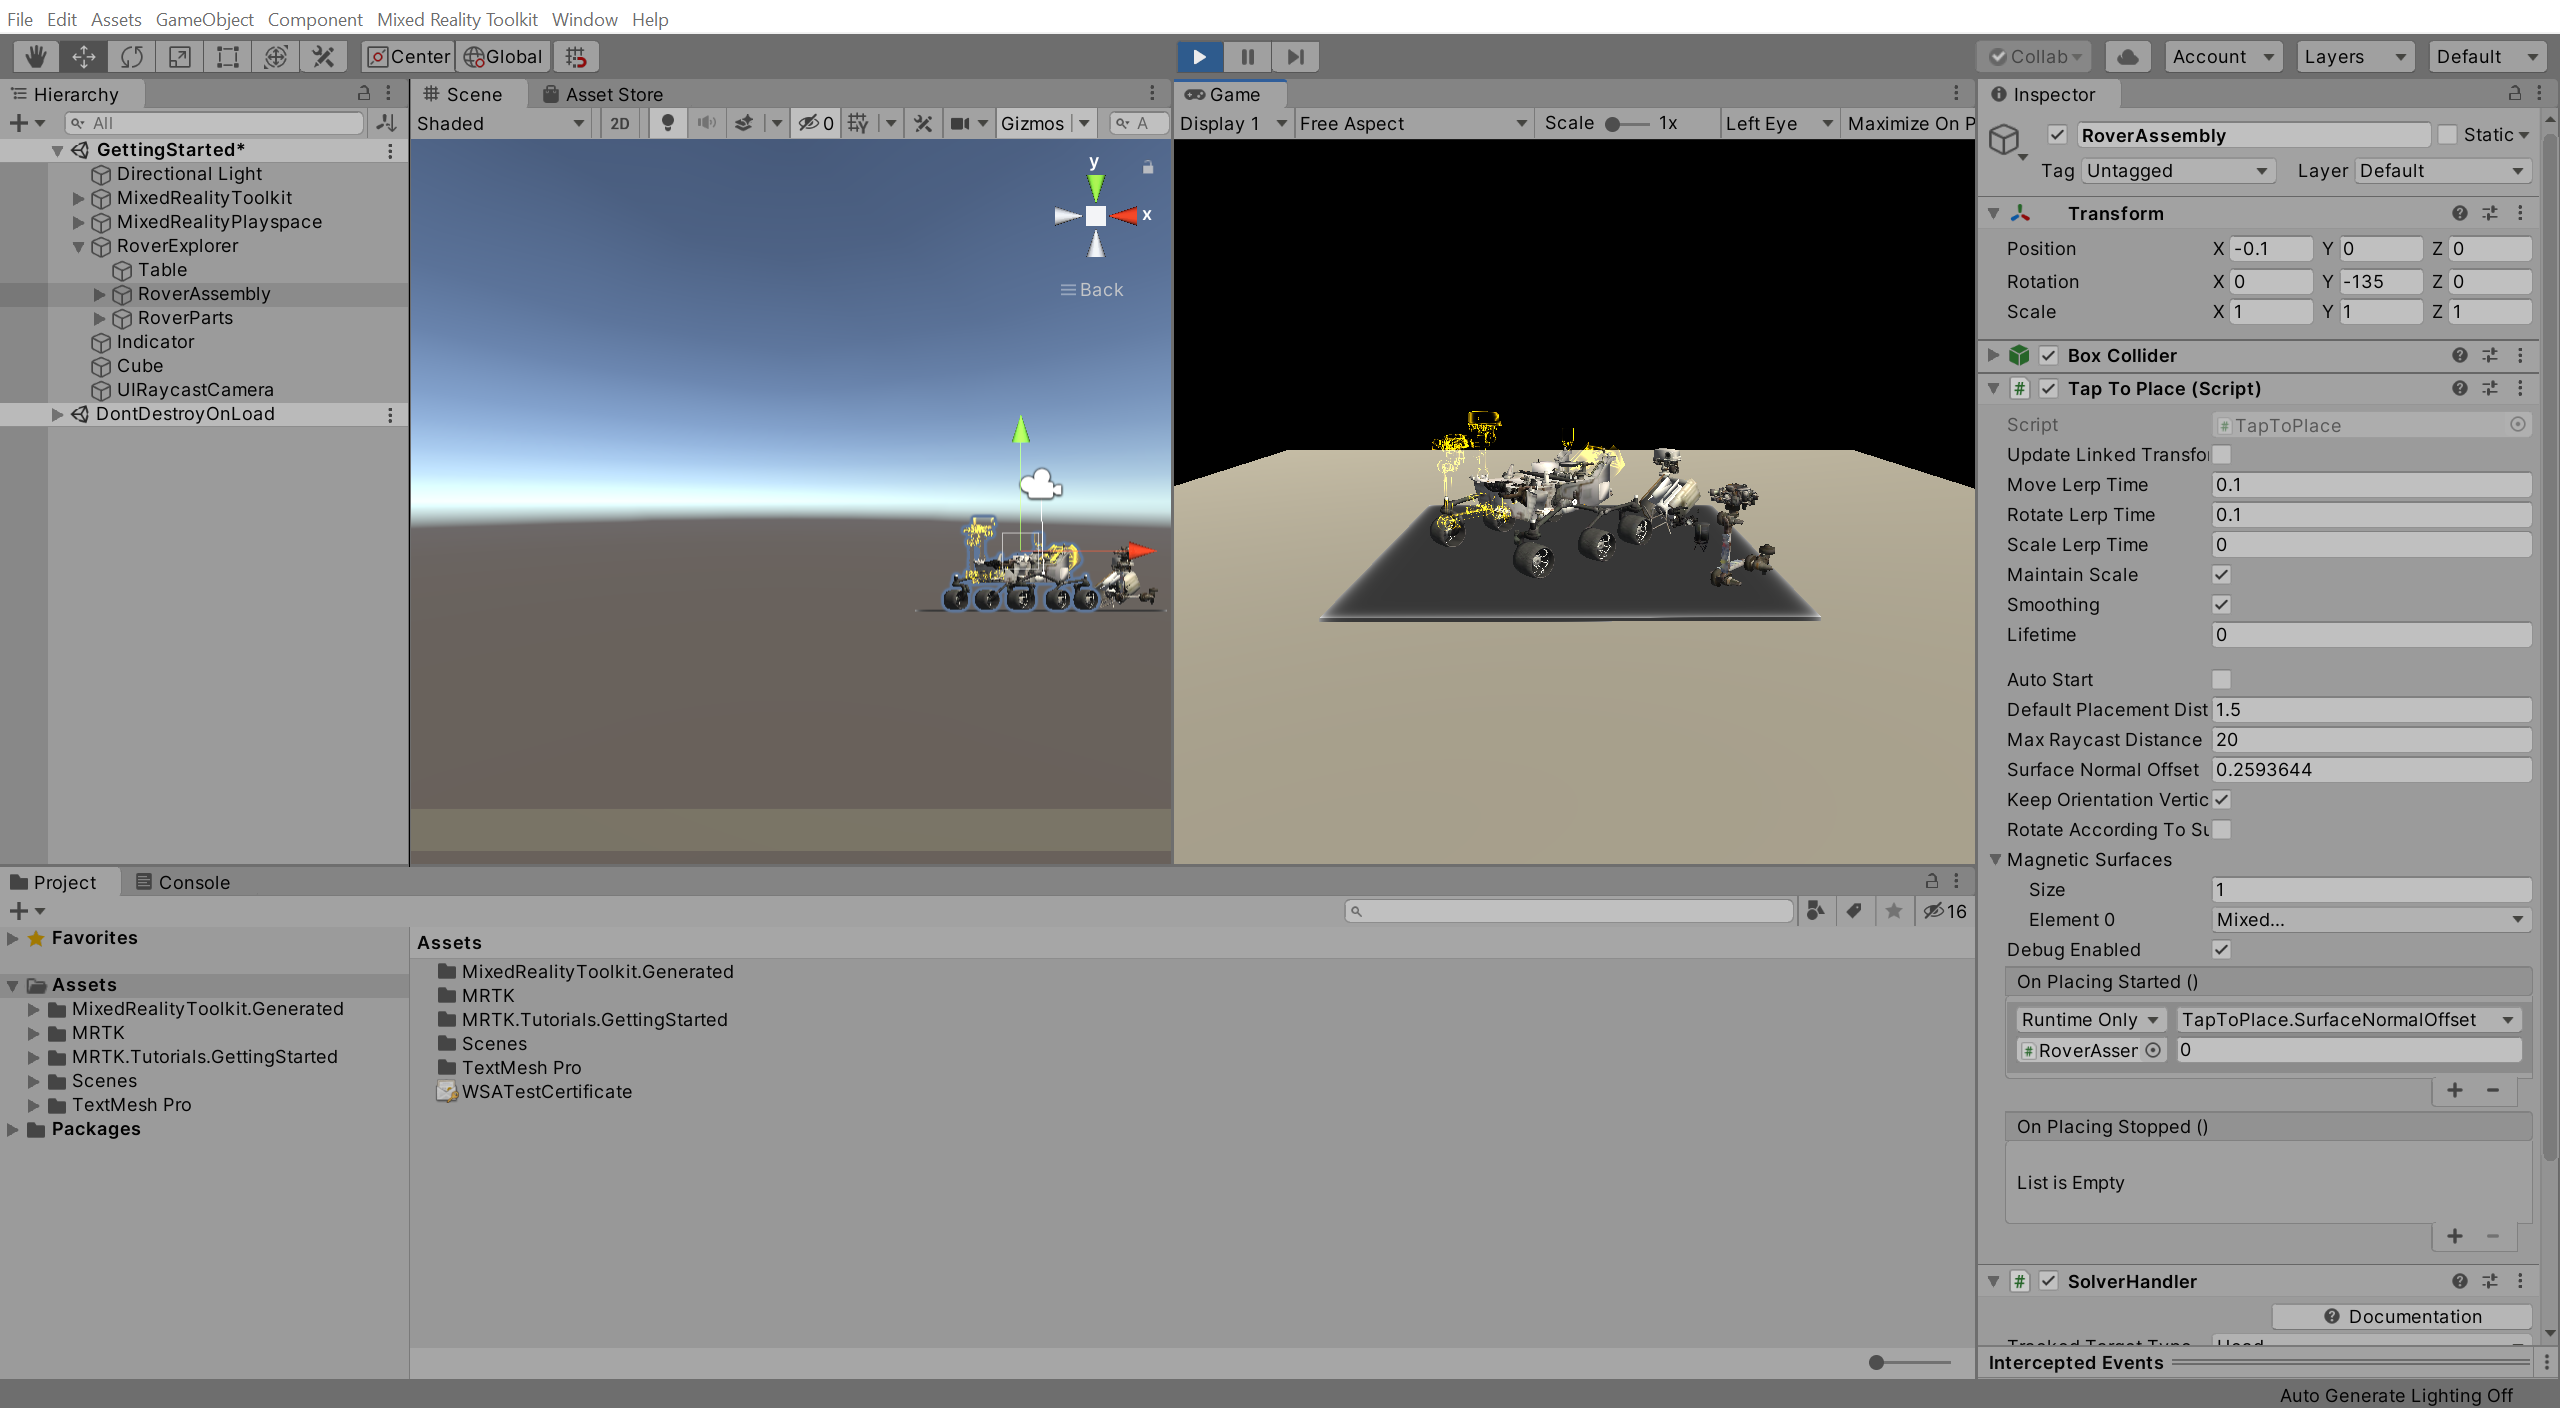 File Edit Assets GameObject Component Mixed Reality Toolkit Window Help
Center Global
Collab Account Layers Default
Hierarchy
All
GettingStarted*
Directional Light
MixedRealityToolkit
MixedRealityPlayspace
RoverExplorer
Table
RoverAssembly
RoverParts
Indicator
Cube
UIRaycastCamera
DontDestroyOnLoad
Scene Asset Store
Shaded 2D 0 Gizmos A
y
x
Back
Game
Display 1 Free Aspect Scale 1x Left Eye Maximize On P
Inspector
RoverAssembly Static
Tag Untagged Layer Default
Transform
Position X -0.1 Y 0 Z 0
Rotation X 0 Y -135 Z 0
Scale X 1 Y 1 Z 1
Box Collider
# Tap To Place (Script)
Script # TapToPlace
Update Linked Transfo
Move Lerp Time 0.1
Rotate Lerp Time 0.1
Scale Lerp Time 0
Maintain Scale
Smoothing
Lifetime 0
Auto Start
Default Placement Dist 1.5
Max Raycast Distance 20
Surface Normal Offset 0.2593644
Keep Orientation Vertic
Rotate According To Su
Magnetic Surfaces
Size 1
Element 0 Mixed...
Debug Enabled
On Placing Started ()
Runtime Only TapToPlace.SurfaceNormalOffset
# RoverAsser 0
+ -
On Placing Stopped ()
List is Empty
+ -
# SolverHandler
Documentation
Intercepted Events
Project Console
16
Favorites
Assets
MixedRealityToolkit.Generated
MRTK
MRTK.Tutorials.GettingStarted
Scenes
TextMesh Pro
Packages
Assets
MixedRealityToolkit.Generated
MRTK
MRTK.Tutorials.GettingStarted
Scenes
TextMesh Pro
WSATestCertificate
Auto Generate Lighting Off